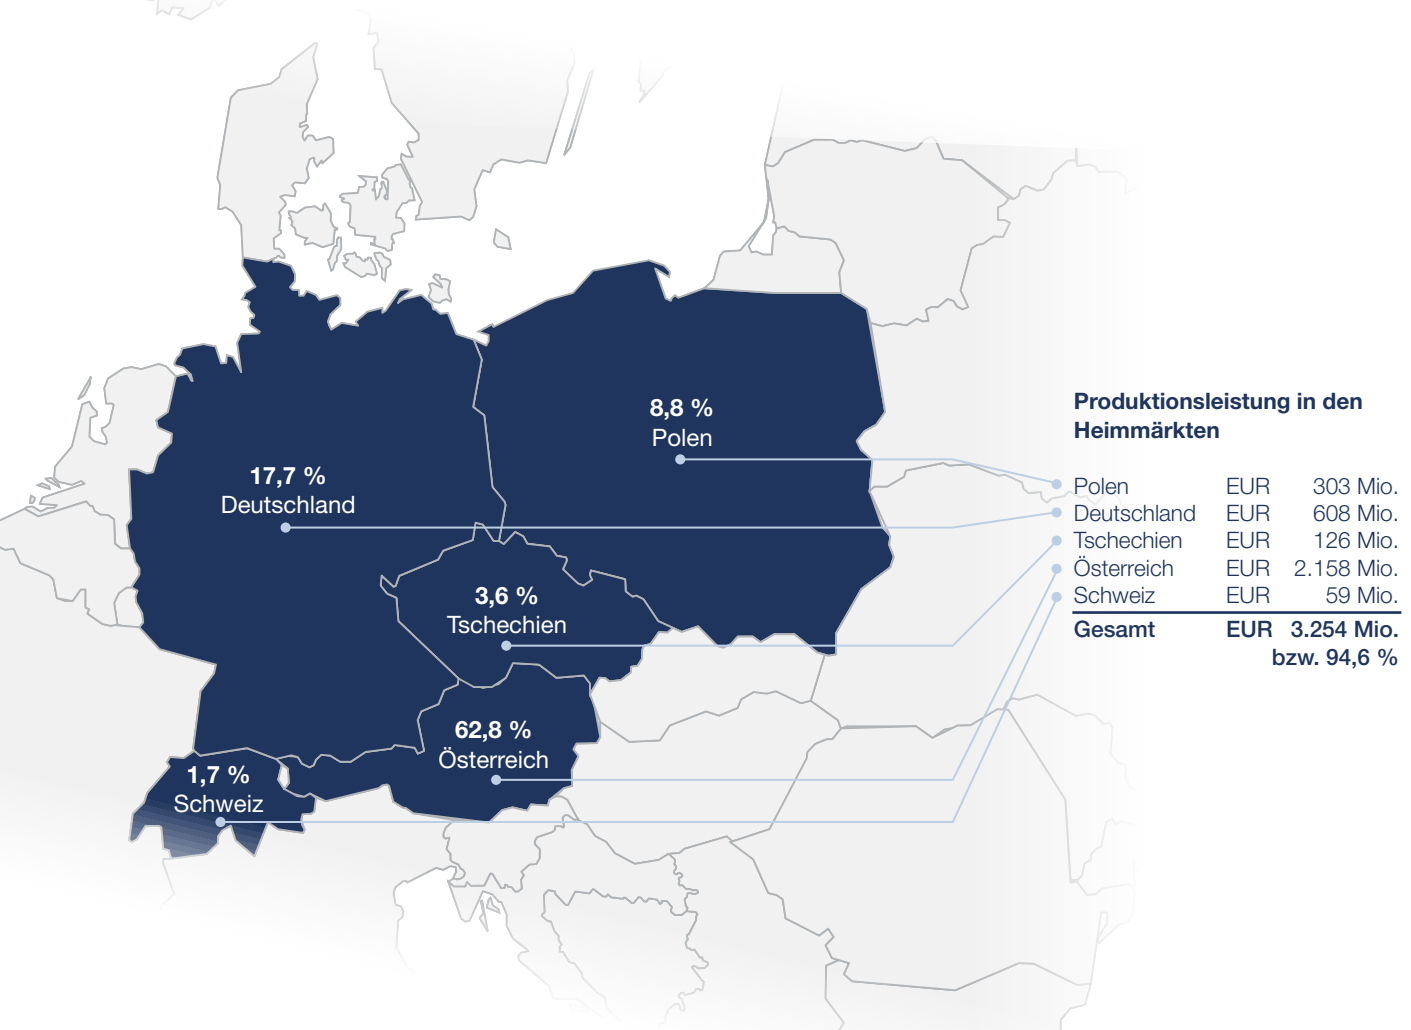 8,8 %
Polen
17,7 %
Deutschland
3,6 %
Tschechien
62,8 %
Österreich
1,7 %
Schweiz
Produktionsleistung in den
Heimmärkten
Polen EUR 303 Mio.
Deutschland EUR 608 Mio.
Tschechien EUR 126 Mio.
Österreich EUR 2.158 Mio.
Schweiz EUR 59 Mio.
Gesamt EUR 3.254 Mio.
bzw. 94,6 %